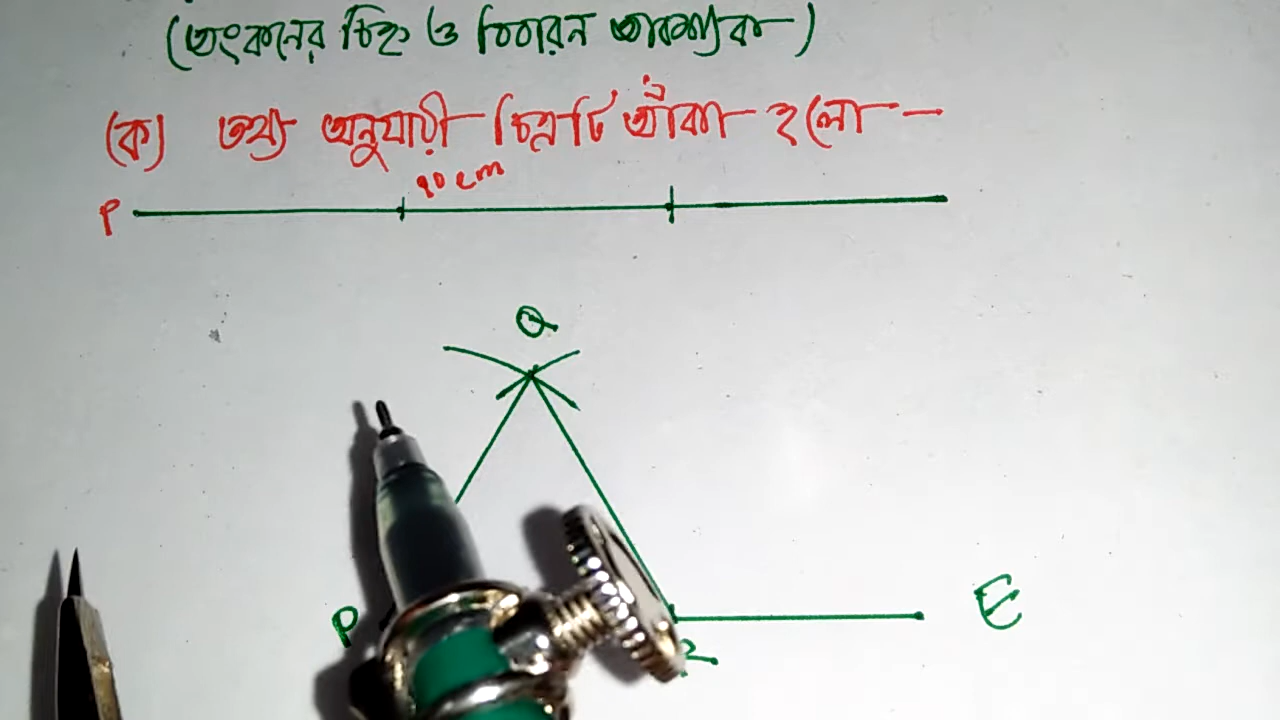 (অংকনের চিহ্ন ও বিবরন আবশ্যক)
(ক) তথ্য অনুযায়ী চিত্রটি আঁকা হলো -
10 cm
P
Q
P
E
R